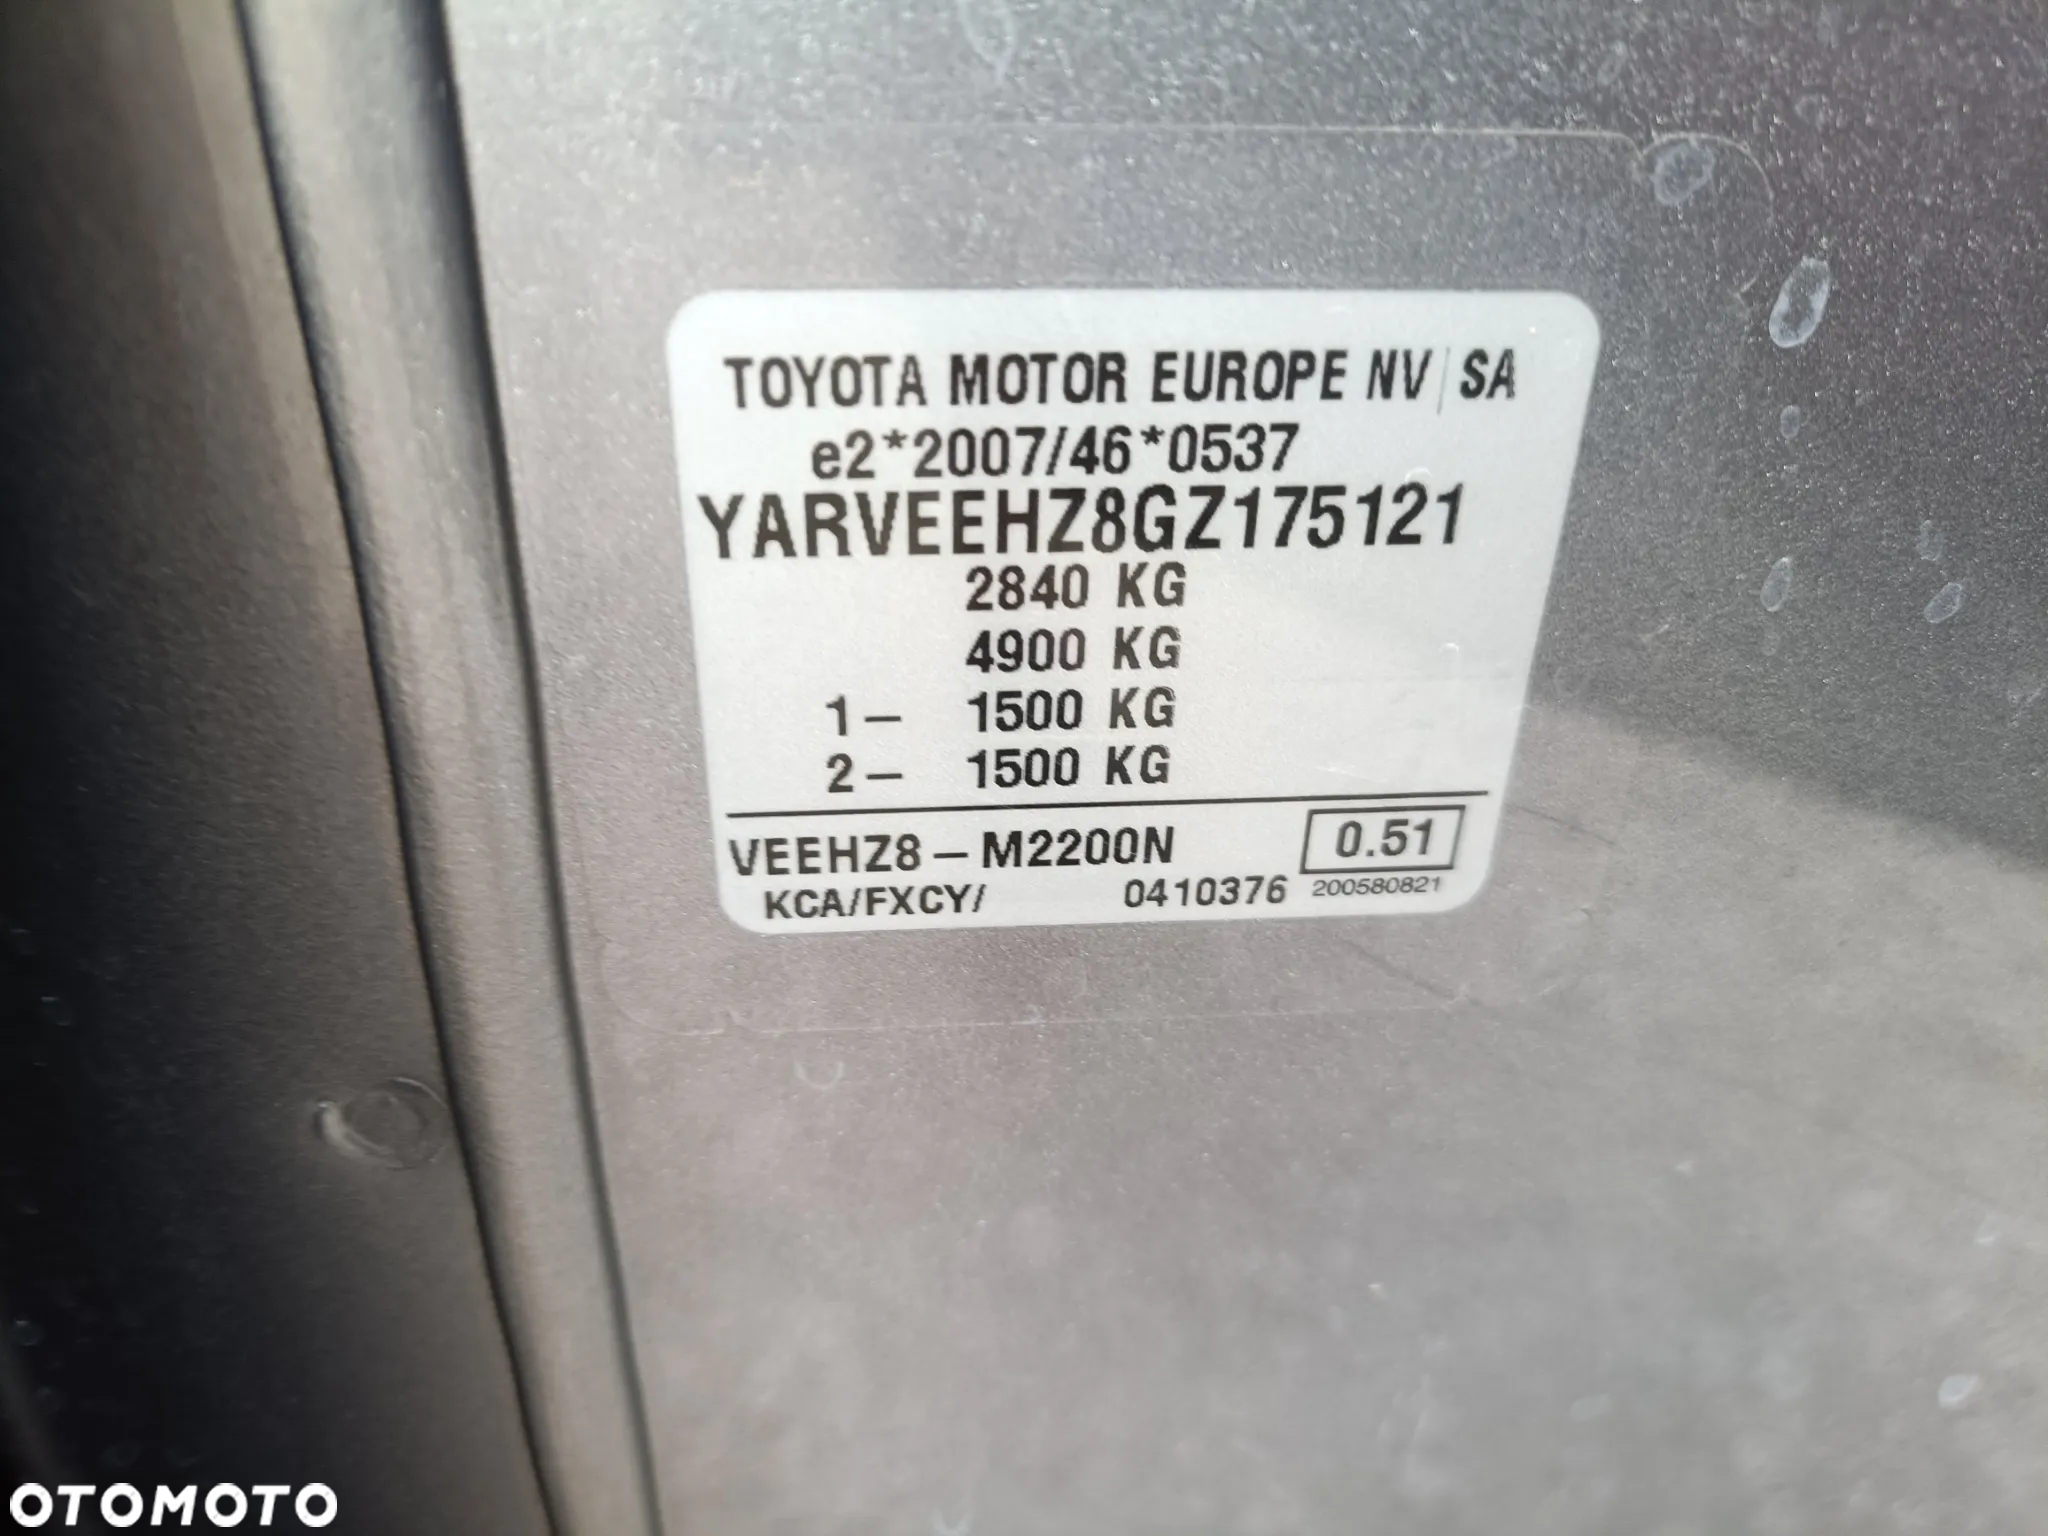 TOYOTA MOTOR EUROPE NV/SA
e2*2007/46*0537
YARVEEHZ8GZ175121
2840 KG
4900 KG
1– 1500 KG
2– 1500 KG
VEEHZ8–M2200N 0.51
KCA/FXCY/ 0410376 200580821
OTOMOTO